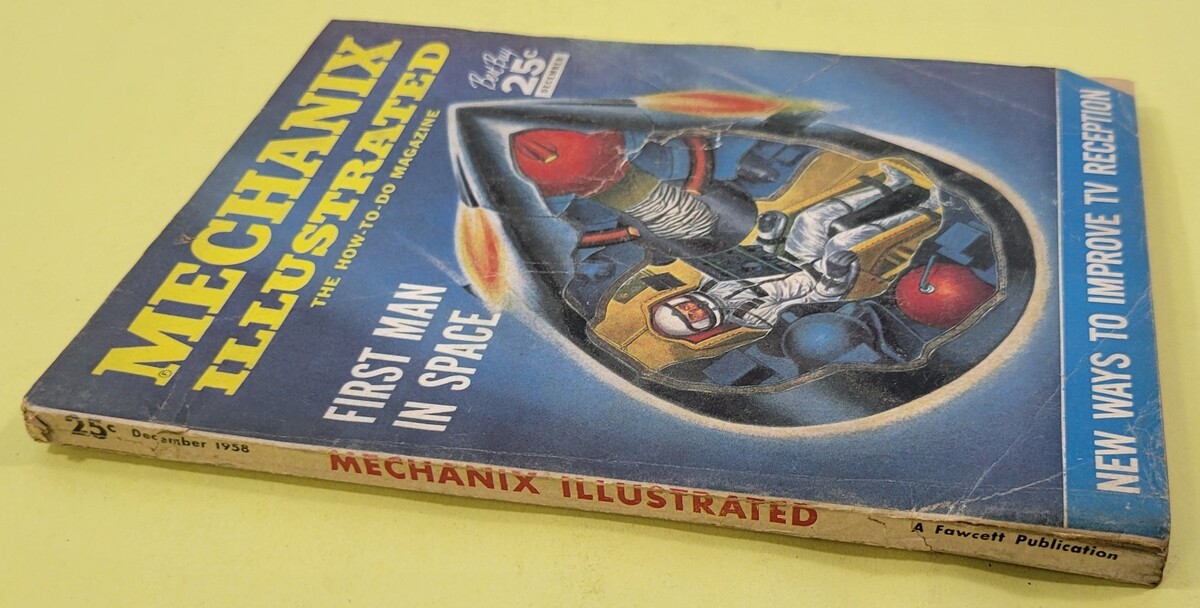 MECHANIX
ILLUSTRATED
THE HOW-TO-DO MAGAZINE
Best Buy
25¢
DECEMBER
FIRST MAN
IN SPACE
NEW WAYS TO IMPROVE TV RECEPTION
25¢ December 1958 MECHANIX ILLUSTRATED A Fawcett Publication